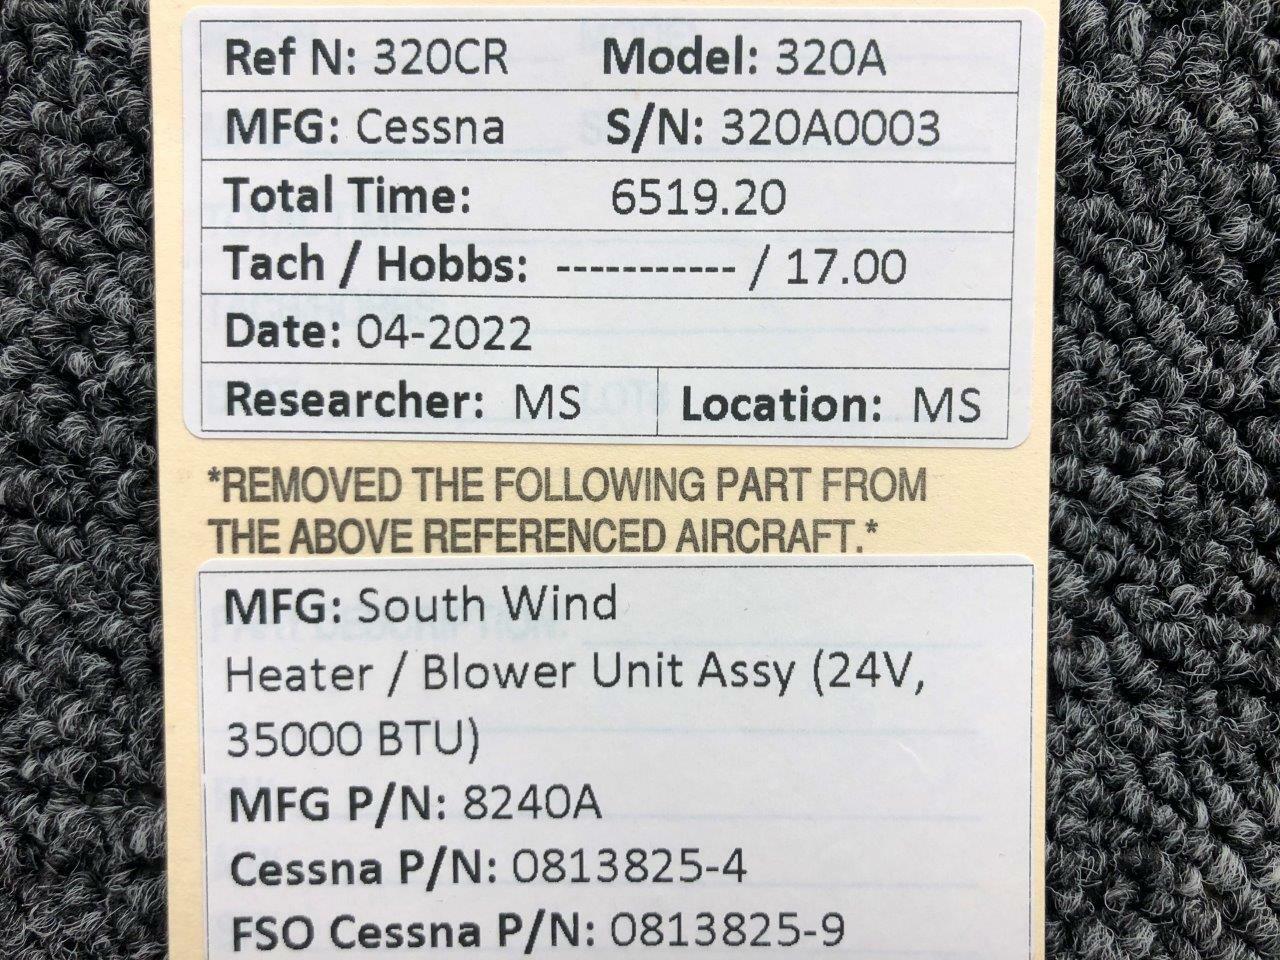 Ref N: 320CR Model: 320A
MFG: Cessna S/N: 320A0003
Total Time: 6519.20
Tach / Hobbs: ----------- / 17.00
Date: 04-2022
Researcher: MS Location: MS
*REMOVED THE FOLLOWING PART FROM
THE ABOVE REFERENCED AIRCRAFT.*
MFG: South Wind
Heater / Blower Unit Assy (24V,
35000 BTU)
MFG P/N: 8240A
Cessna P/N: 0813825-4
FSO Cessna P/N: 0813825-9